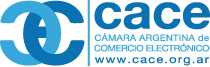 cace
CÁMARA ARGENTINA de
COMERCIO ELECTRÓNICO
www.cace.org.ar